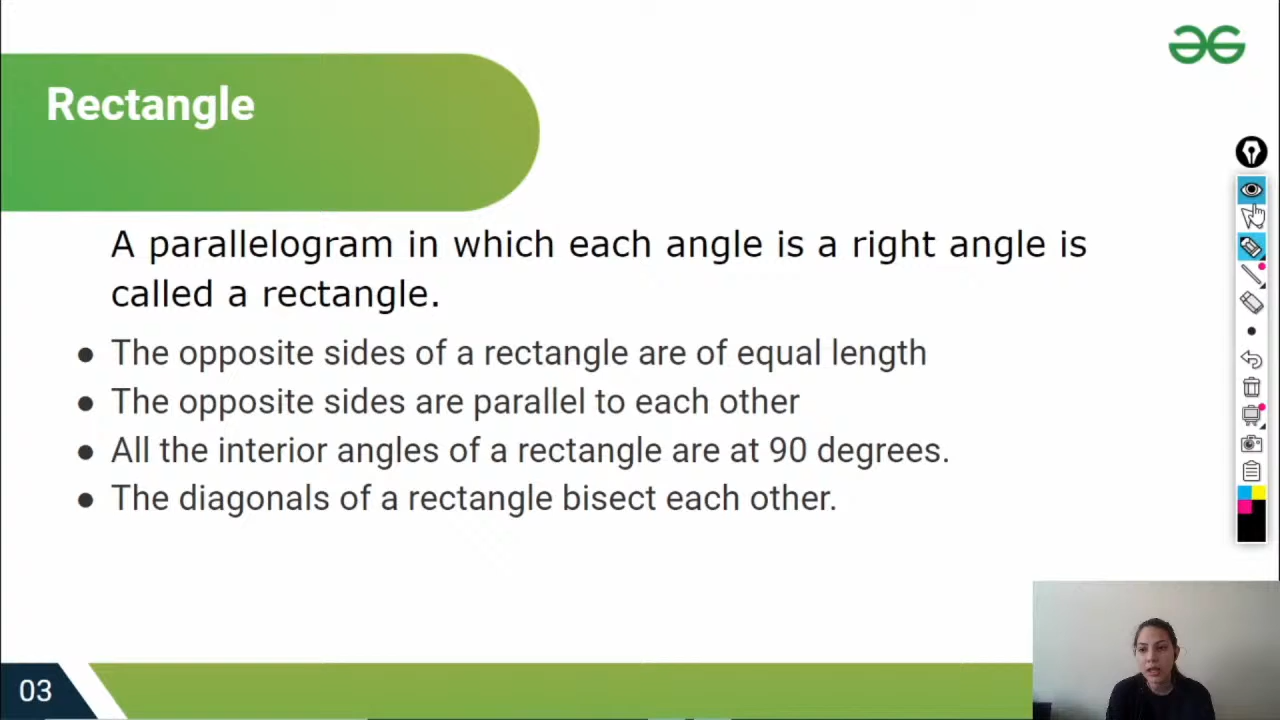 Rectangle
A parallelogram in which each angle is a right angle is
called a rectangle.
● The opposite sides of a rectangle are of equal length
● The opposite sides are parallel to each other
● All the interior angles of a rectangle are at 90 degrees.
● The diagonals of a rectangle bisect each other.
03